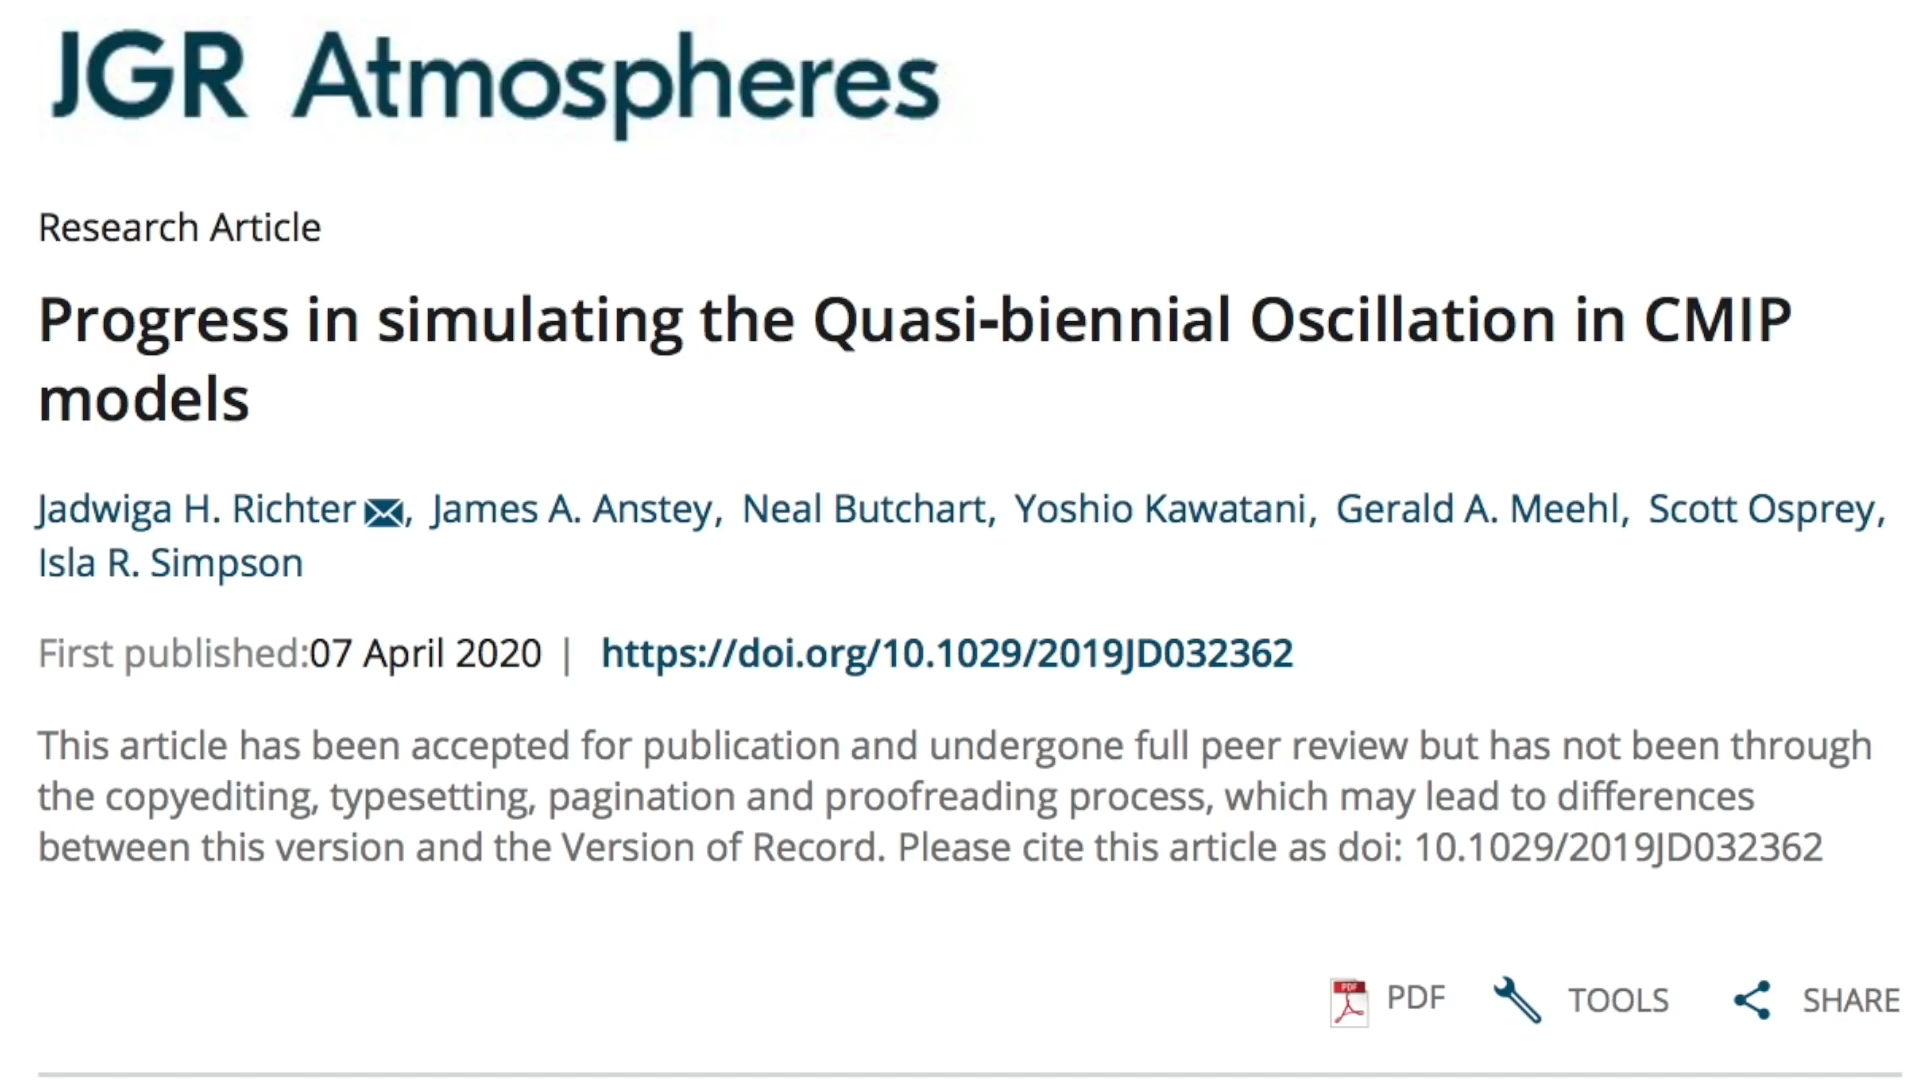 JGR Atmospheres
Research Article
Progress in simulating the Quasi-biennial Oscillation in CMIP
models
Jadwiga H. Richter, James A. Anstey, Neal Butchart, Yoshio Kawatani, Gerald A. Meehl, Scott Osprey,
Isla R. Simpson
First published:07 April 2020 | https://doi.org/10.1029/2019JD032362
This article has been accepted for publication and undergone full peer review but has not been through
the copyediting, typesetting, pagination and proofreading process, which may lead to differences
between this version and the Version of Record. Please cite this article as doi: 10.1029/2019JD032362
PDF PDF TOOLS SHARE